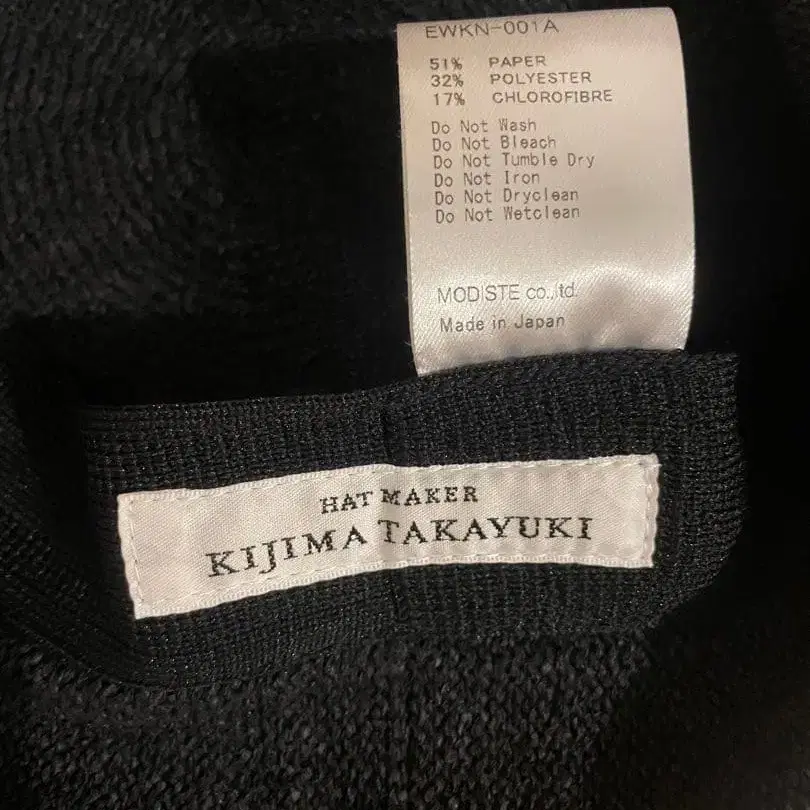 EWKN-001A
51% PAPER
32% POLYESTER
17% CHLOROFIBRE
Do Not Wash
Do Not Bleach
Do Not Tumble Dry
Do Not Iron
Do Not Dryclean
Do Not Wetclean
MODISTE co.,ltd.
Made in Japan
HAT MAKER
KIJIMA TAKAYUKI